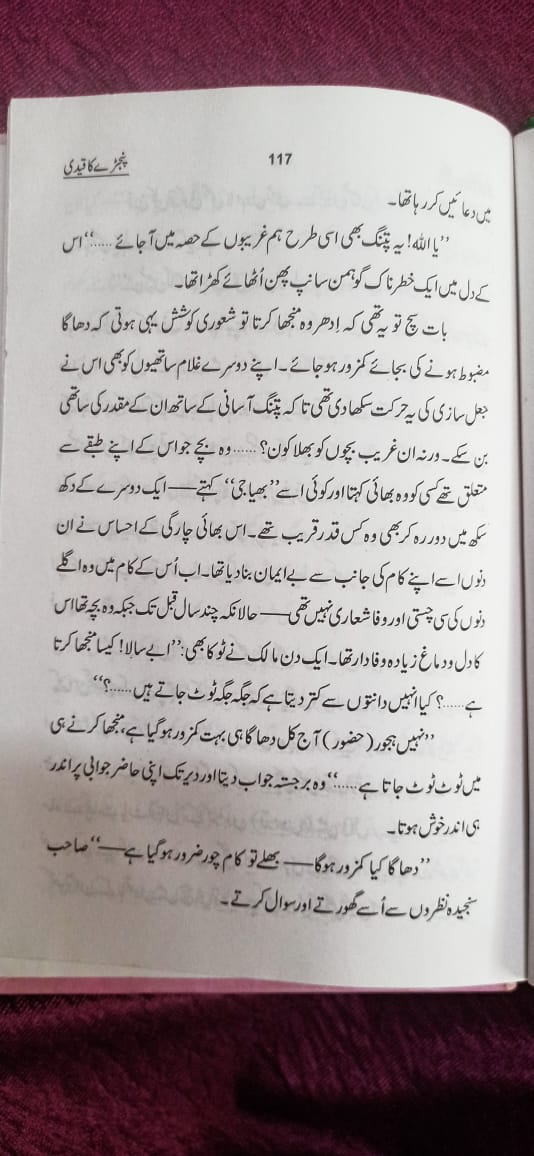 پنجڑے کا قیدی
117
میں دعائیں کر رہا تھا۔
”یا اللہ! یہ پتنگ بھی اسی طرح ہم غریبوں کے حصہ میں آ جائے......“ اس
کے دل میں ایک خطرناک گوہمن سانپ پھن اُٹھائے کھڑا تھا۔
بات سچ تو یہ تھی کہ اِدھر وہ منجھا کرتا تو شعوری کوشش یہی ہوتی کہ دھاگا
مضبوط ہونے کی بجائے کمزور ہو جائے۔ اپنے دوسرے غلام ساتھیوں کو بھی اس نے
جعل سازی کی یہ حرکت سکھا دی تھی تاکہ پتنگ آسانی کے ساتھ ان کے مقدر کی ساتھی
بن سکے۔ ورنہ ان غریب بچوں کو بھلا کون؟...... وہ بچے جو اس کے اپنے طبقے سے
متعلق تھے کسی کو وہ بھائی کہتا اور کوئی اسے ”بھیا جی“ کہتے —— ایک دوسرے کے دکھ
سکھ میں دور رہ کر بھی وہ کس قدر قریب تھے۔ اس بھائی چارگی کے احساس نے ان
دنوں اسے اپنے کام کی جانب سے بے ایمان بنا دیا تھا۔ اب اُس کے کام میں وہ اگلے
دنوں کی سی چستی اور وفا شعاری نہیں تھی —— حالانکہ چند سال قبل تک جبکہ وہ بچہ تھا اس
کا دل و دماغ زیادہ وفادار تھا۔ ایک دن مالک نے ٹوکا بھی: ”ابے سالا! کیسا منجھا کرتا
ہے......؟ کیا انہیں دانتوں سے کتر دیتا ہے کہ جگہ جگہ ٹوٹ جاتے ہیں......؟“
”نہیں ہجور (حضور) آج کل دھاگا ہی بہت کمزور ہو گیا ہے، منجھا کرنے ہی
میں ٹوٹ ٹوٹ جاتا ہے......“ وہ برجستہ جواب دیتا اور دیر تک اپنی حاضر جوابی پر اندر
ہی اندر خوش ہوتا۔
”دھاگا کیا کمزور ہوگا —— بھلے تو کام چور ضرور ہو گیا ہے ——“ صاحب
سنجیدہ نظروں سے اُسے گھورتے اور سوال کرتے۔